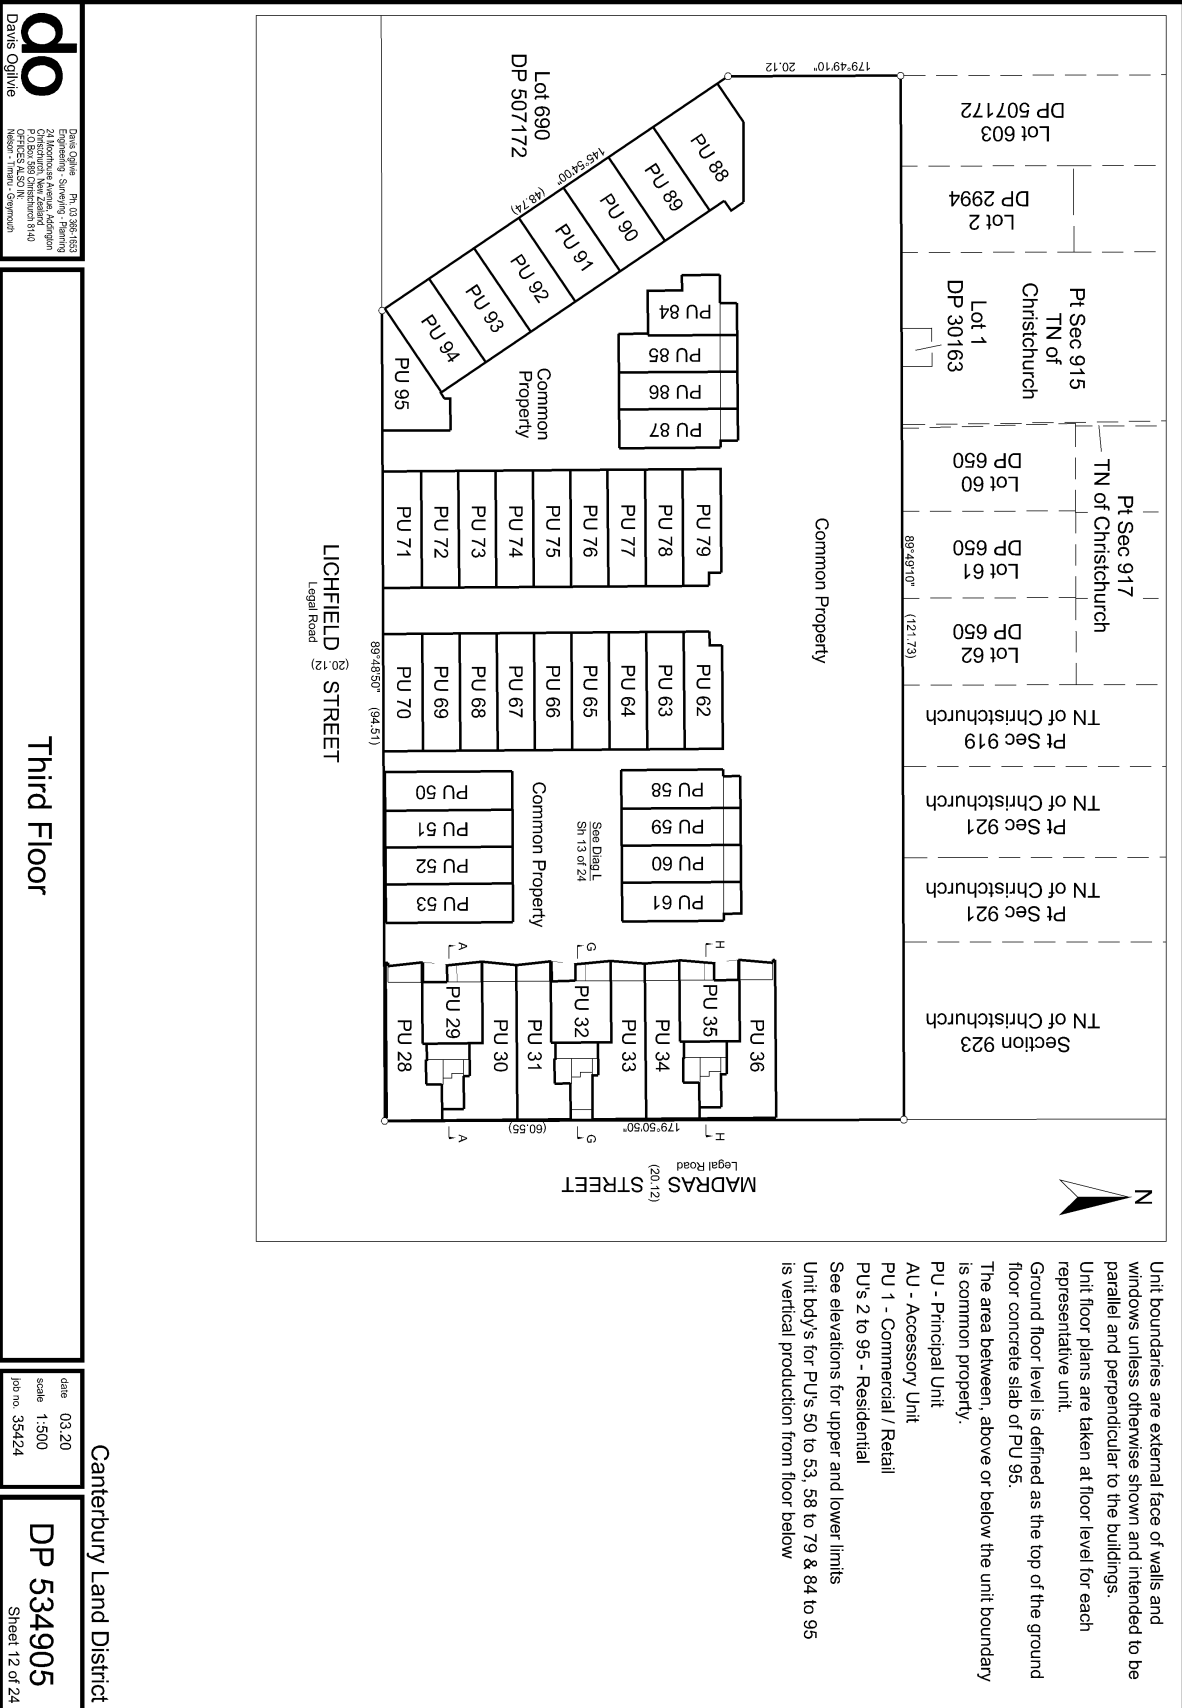 Unit boundaries are external face of walls and
windows unless otherwise shown and intended to be
parallel and perpendicular to the buildings.
Unit floor plans are taken at floor level for each
representative unit.
Ground floor level is defined as the top of the ground
floor concrete slab of PU 95.
The area between, above or below the unit boundary
is common property.
PU - Principal Unit
AU - Accessory Unit
PU 1 - Commercial / Retail
PU's 2 to 95 - Residential
See elevations for upper and lower limits
Unit bdy's for PU's 50 to 53, 58 to 79 & 84 to 95
is vertical production from floor below
N
Lot 603
DP 507172
Lot 2
DP 2994
Pt Sec 915
TN of
Christchurch
Lot 1
DP 30163
Pt Sec 917
TN of Christchurch
Lot 60
DP 650
Lot 61
DP 650
Lot 62
DP 650
Pt Sec 919
TN of Christchurch
Pt Sec 921
TN of Christchurch
Pt Sec 921
TN of Christchurch
Section 923
TN of Christchurch
179°49'10" 20.12
89°49'10" (121.73)
Common Property
Lot 690
DP 507172
145°54'00"
(48.74)
PU 88
PU 89
PU 90
PU 91
PU 92
PU 93
PU 94
PU 95
PU 84
PU 85
PU 86
PU 87
Common
Property
PU 79
PU 78
PU 77
PU 76
PU 75
PU 74
PU 73
PU 72
PU 71
PU 62
PU 63
PU 64
PU 65
PU 66
PU 67
PU 68
PU 69
PU 70
PU 58
PU 59
PU 60
PU 61
See Diag L
Sh 13 of 24
Common Property
PU 50
PU 51
PU 52
PU 53
H
G
A
PU 36
PU 35
PU 34
PU 33
PU 32
PU 31
PU 30
PU 29
PU 28
H
G
A
179°50'50"
(60.55)
MADRAS STREET
(20.12)
Legal Road
89°48'50" (94.51)
LICHFIELD STREET
(20.12)
Legal Road
Canterbury Land District
do
Davis Ogilvie
Davis Ogilvie Ph. 03 366-1653
Engineering - Surveying - Planning
24 Moorhouse Avenue, Addington
Christchurch, New Zealand
P.O.Box 589 Christchurch 8140
OFFICES ALSO IN:
Nelson - Timaru - Greymouth
Third Floor
date 03.20
scale 1:500
job no. 35424
DP 534905
Sheet 12 of 24